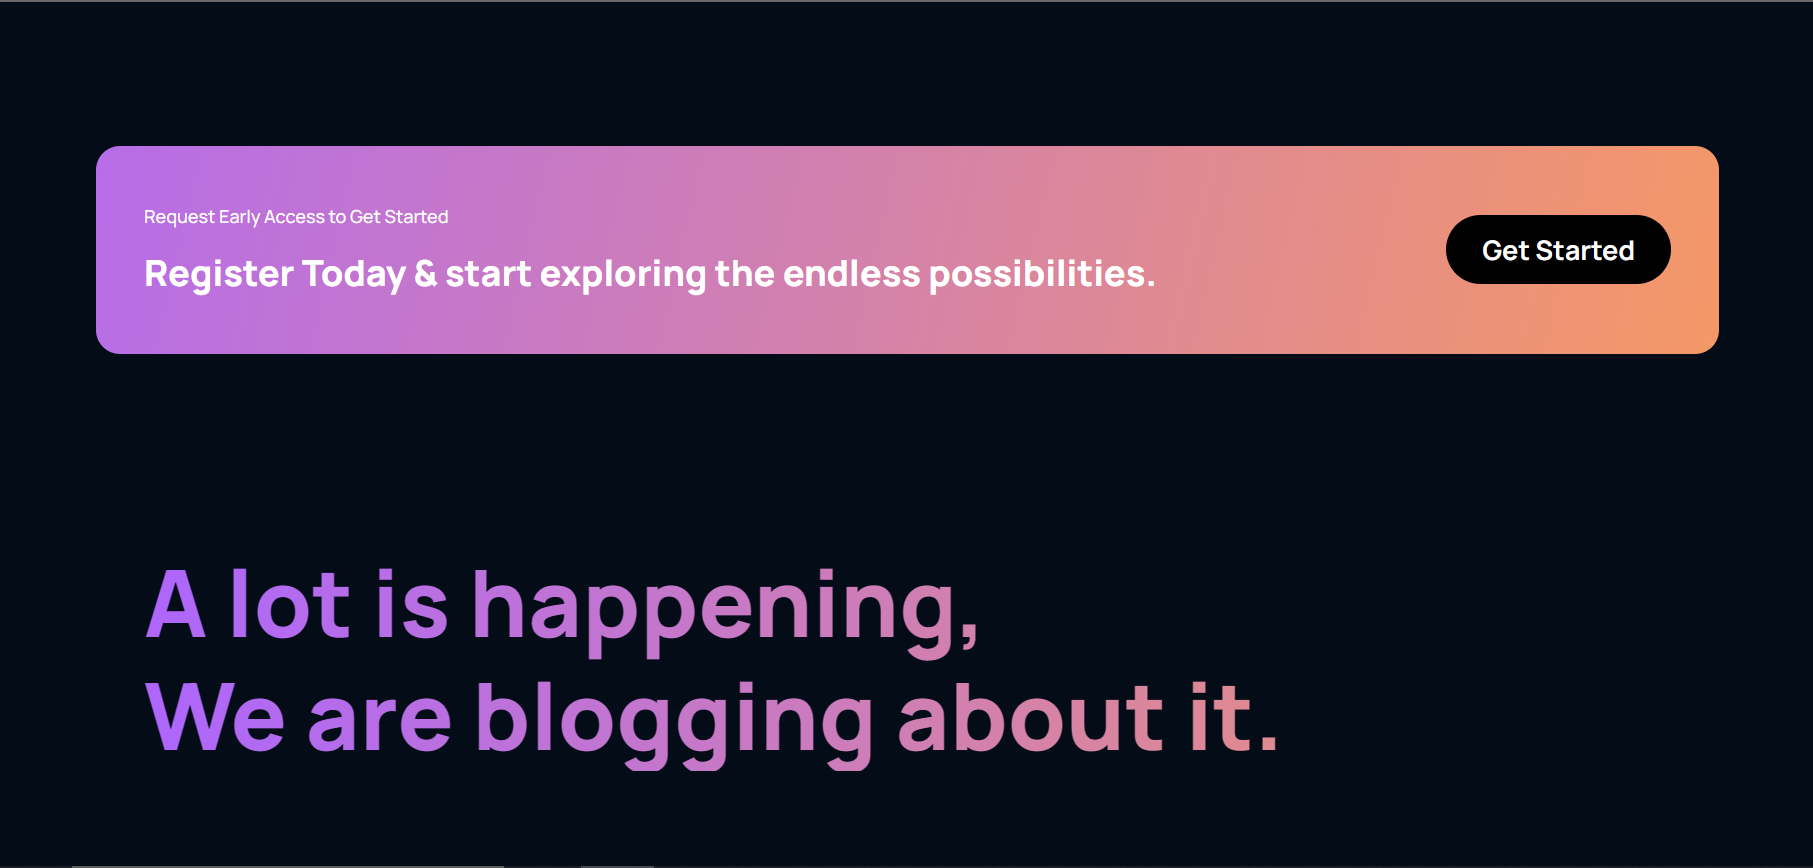 Request Early Access to Get Started
Register Today & start exploring the endless possibilities.
Get Started
A lot is happening,
We are blogging about it.